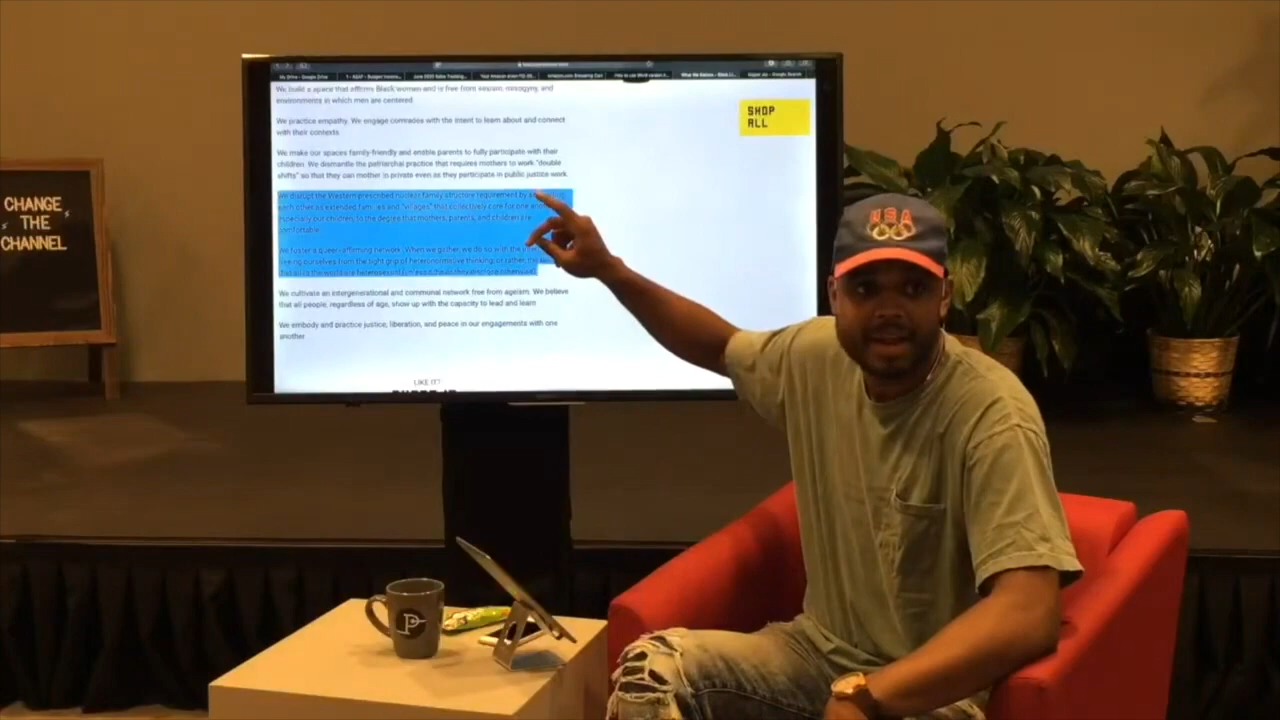 We build a space that affirms Black women and is free from sexism, misogyny, and
environments in which men are centered.
We practice empathy. We engage comrades with the intent to learn about and connect
with their contexts.
We make our spaces family-friendly and enable parents to fully participate with their
children. We dismantle the patriarchal practice that requires mothers to work "double
shifts" so that they can mother in private even as they participate in public justice work.
We disrupt the Western-prescribed nuclear family structure requirement by
each other as extended families and "villages" that collectively care for one
especially our children, to the degree that mothers, parents, and children are
comfortable.
We foster a queer-affirming network. When we gather, we do so with the
freeing ourselves from the tight grip of heteronormative thinking, or rather, the
We cultivate an intergenerational and communal network free from ageism. We believe
that all people, regardless of age, show up with the capacity to lead and learn
We embody and practice justice, liberation, and peace in our engagements with one
another
LIKE IT?
SHOP
ALL
CHANGE
THE
CHANNEL
USA
P